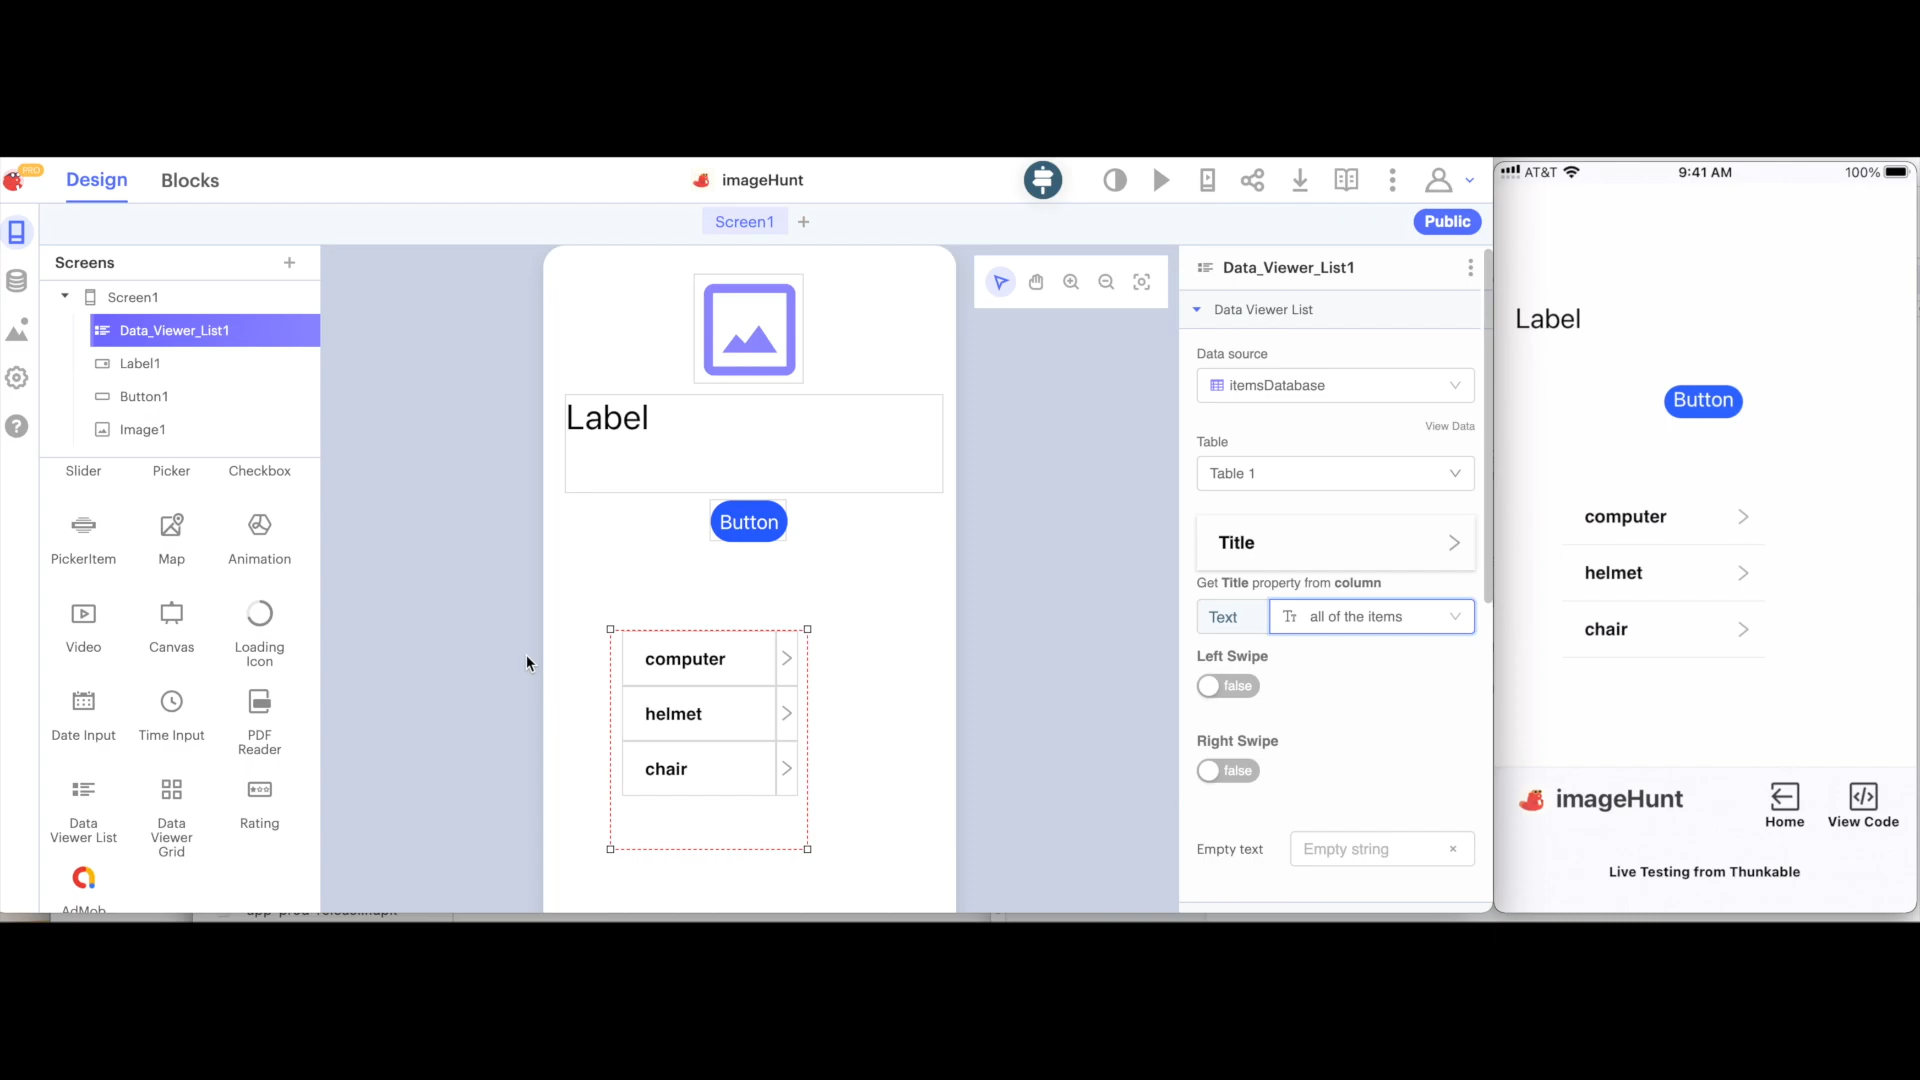 PRO
Design Blocks
imageHunt
Screen1 +
Public
Screens +
Screen1
Data_Viewer_List1
Label1
Button1
Image1
Slider Picker Checkbox
PickerItem Map Animation
Video Canvas Loading
Icon
Date Input Time Input PDF
Reader
Data
Viewer List
Data
Viewer
Grid
Rating
AdMob
Label
Button
computer
helmet
chair
Data_Viewer_List1
Data Viewer List
Data source
itemsDatabase
View Data
Table
Table 1
Title
Get Title property from column
Text Tт all of the items
Left Swipe
false
Right Swipe
false
Empty text Empty string ×
AT&T 9:41 AM 100%
Label
Button
computer
helmet
chair
imageHunt
Home View Code
Live Testing from Thunkable